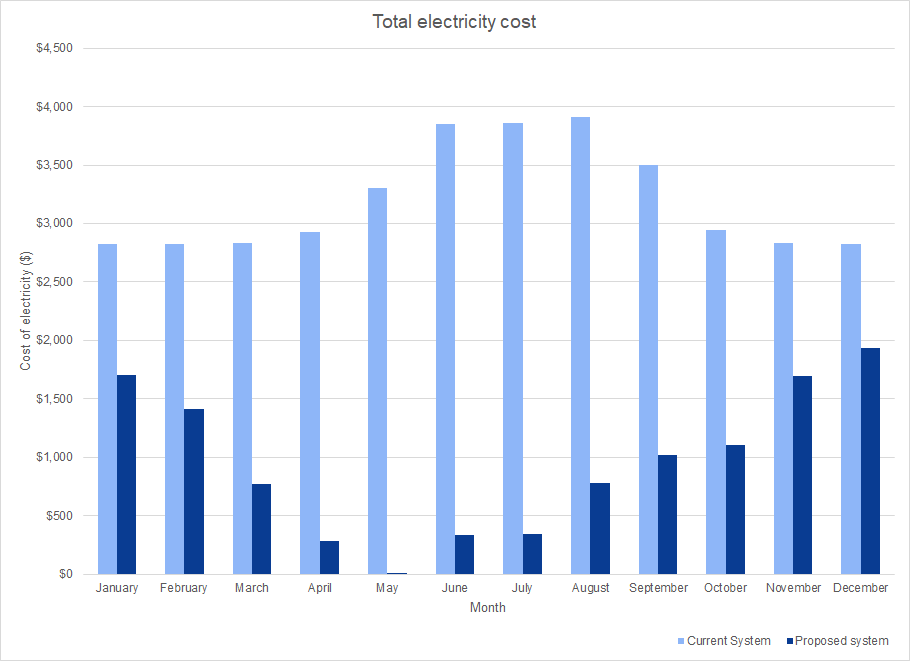 Total electricity cost
$4,500
$4,000
$3,500
$3,000
$2,500
$2,000
$1,500
$1,000
$500
$0
Cost of electricity ($)
January February March April May June July August September October November December
Month
Current System Proposed system